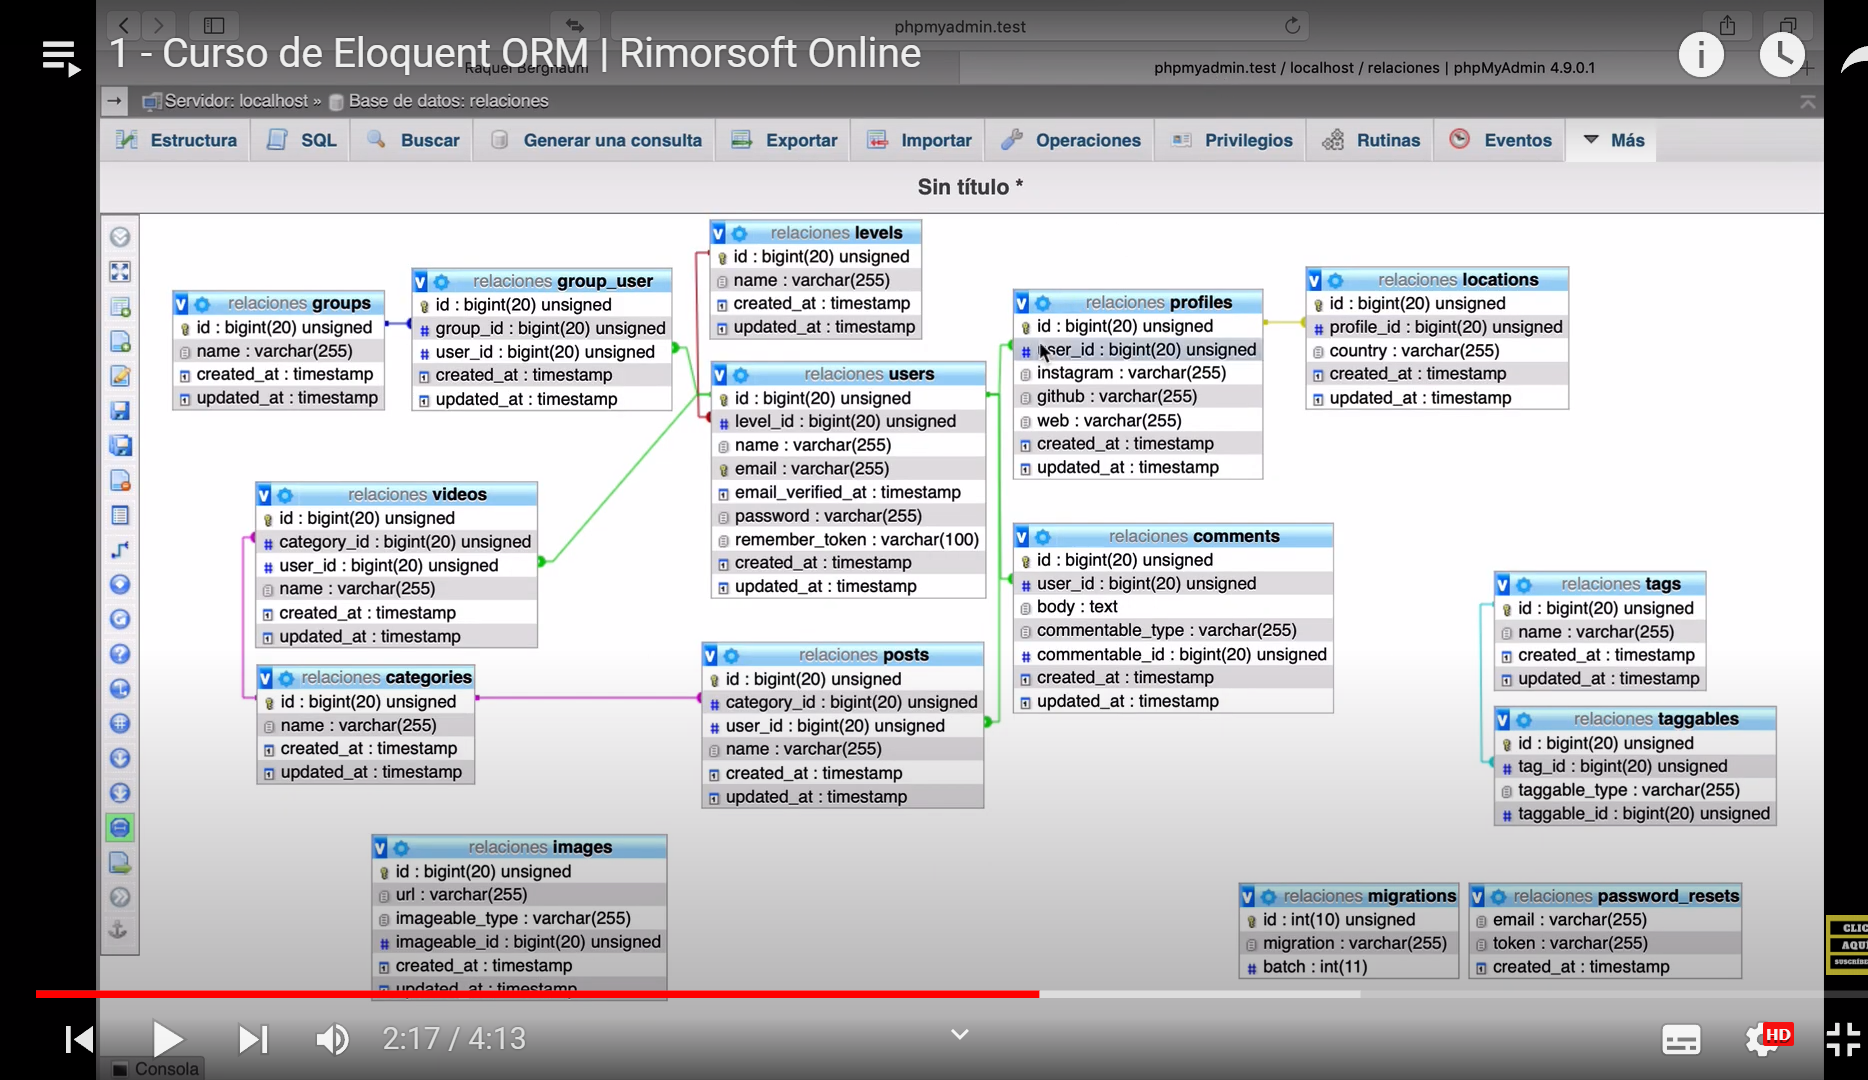 phpmyadmin.test
1 - Curso de Eloquent ORM | Rimorsoft Online
Raquel Bergnaum
phpmyadmin.test / localhost / relaciones | phpMyAdmin 4.9.0.1
Servidor: localhost » Base de datos: relaciones
Estructura SQL Buscar Generar una consulta Exportar Importar Operaciones Privilegios Rutinas Eventos Más
Sin título *
relaciones groups
id : bigint(20) unsigned
name : varchar(255)
created_at : timestamp
updated_at : timestamp
relaciones group_user
id : bigint(20) unsigned
group_id : bigint(20) unsigned
user_id : bigint(20) unsigned
created_at : timestamp
updated_at : timestamp
relaciones levels
id : bigint(20) unsigned
name : varchar(255)
created_at : timestamp
updated_at : timestamp
relaciones users
id : bigint(20) unsigned
level_id : bigint(20) unsigned
name : varchar(255)
email : varchar(255)
email_verified_at : timestamp
password : varchar(255)
remember_token : varchar(100)
created_at : timestamp
updated_at : timestamp
relaciones profiles
id : bigint(20) unsigned
user_id : bigint(20) unsigned
instagram : varchar(255)
github : varchar(255)
web : varchar(255)
created_at : timestamp
updated_at : timestamp
relaciones locations
id : bigint(20) unsigned
profile_id : bigint(20) unsigned
country : varchar(255)
created_at : timestamp
updated_at : timestamp
relaciones videos
id : bigint(20) unsigned
category_id : bigint(20) unsigned
user_id : bigint(20) unsigned
name : varchar(255)
created_at : timestamp
updated_at : timestamp
relaciones categories
id : bigint(20) unsigned
name : varchar(255)
created_at : timestamp
updated_at : timestamp
relaciones posts
id : bigint(20) unsigned
category_id : bigint(20) unsigned
user_id : bigint(20) unsigned
name : varchar(255)
created_at : timestamp
updated_at : timestamp
relaciones comments
id : bigint(20) unsigned
user_id : bigint(20) unsigned
body : text
commentable_type : varchar(255)
commentable_id : bigint(20) unsigned
created_at : timestamp
updated_at : timestamp
relaciones tags
id : bigint(20) unsigned
name : varchar(255)
created_at : timestamp
updated_at : timestamp
relaciones taggables
id : bigint(20) unsigned
tag_id : bigint(20) unsigned
taggable_type : varchar(255)
taggable_id : bigint(20) unsigned
relaciones images
id : bigint(20) unsigned
url : varchar(255)
imageable_type : varchar(255)
imageable_id : bigint(20) unsigned
created_at : timestamp
updated_at : timestamp
relaciones migrations
id : int(10) unsigned
migration : varchar(255)
batch : int(11)
relaciones password_resets
email : varchar(255)
token : varchar(255)
created_at : timestamp
CLIC
AQUÍ
2:17 / 4:13
HD
Consola